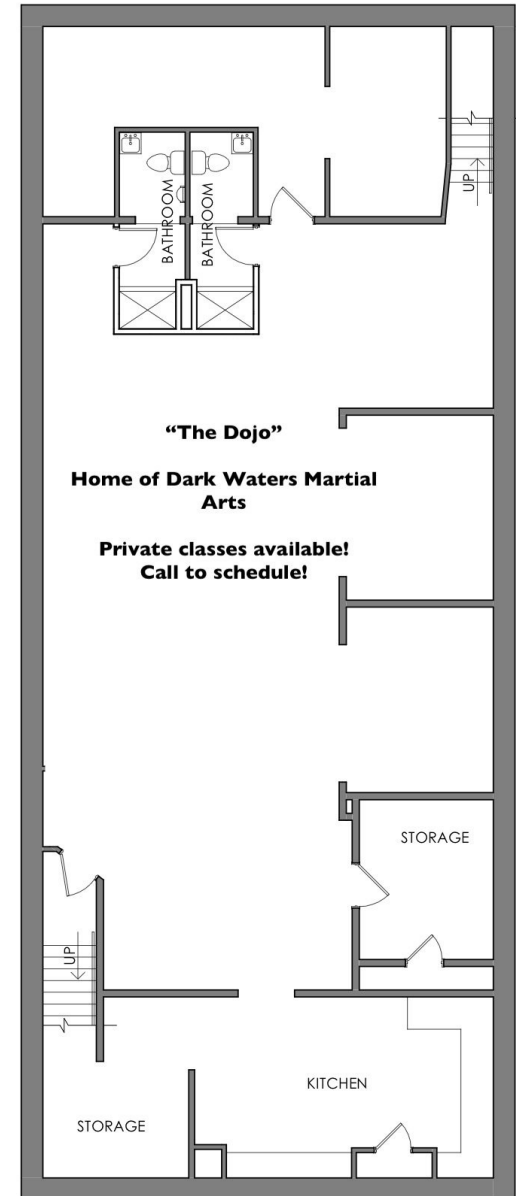 BATHROOM
BATHROOM
UP
“The Dojo”
Home of Dark Waters Martial
Arts
Private classes available!
Call to schedule!
STORAGE
UP
KITCHEN
STORAGE